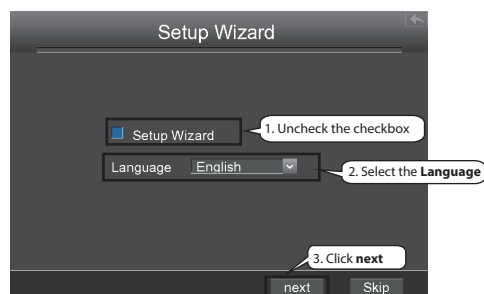 Setup Wizard
Setup Wizard
1. Uncheck the checkbox
Language English
2. Select the Language
3. Click next
next Skip